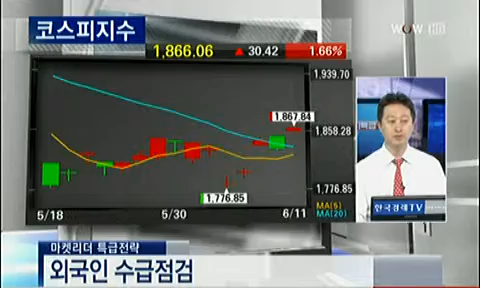 코스피지수
WOW
1,866.06 ▲ 30.42 1.66%
1,939.70
1,867.84
1,858.28
1,776.85
1,776.85
MA(5)
MA(20)
5/18 5/30 6/11
한국경제TV
마켓리더 특급전략
외국인 수급점검